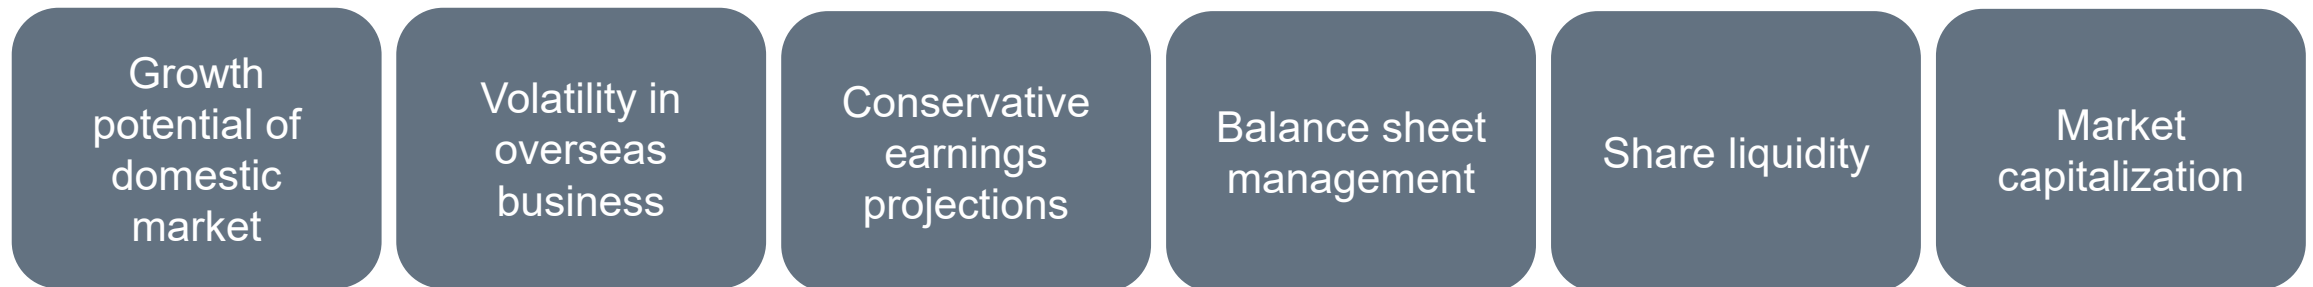 Growth
potential of
domestic
market
Volatility in
overseas
business
Conservative
earnings
projections
Balance sheet
management
Share liquidity
Market
capitalization